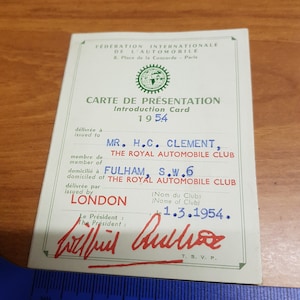 FÉDÉRATION INTERNATIONALE
DE L'AUTOMOBILE
8, Place de la Concorde - Paris
CARTE DE PRÉSENTATION
Introduction Card
1954
délivrée à
issued to
MR. H.C. CLEMENT,
membre de
member of
THE ROYAL AUTOMOBILE CLUB
domicilié à
domiciled at
FULHAM, S.W.6
THE ROYAL AUTOMOBILE CLUB
délivrée par
issued by
(Nom du Club)
(Name of Club)
LONDON
1.3.1954.
Le Président :
The President :
T. S. V. P.